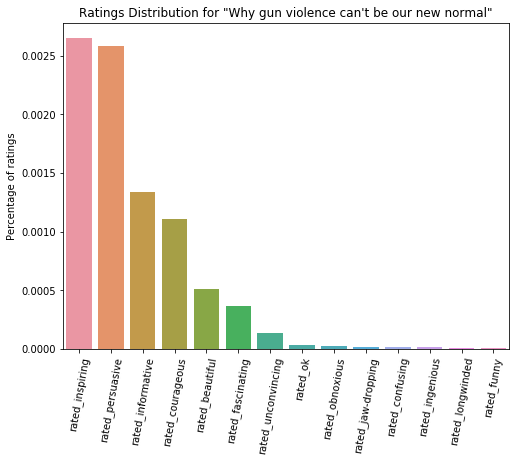 Ratings Distribution for "Why gun violence can't be our new normal"
Percentage of ratings
0.0025
0.0020
0.0015
0.0010
0.0005
0.0000
rated_inspiring
rated_persuasive
rated_informative
rated_courageous
rated_beautiful
rated_fascinating
rated_unconvincing
rated_ok
rated_obnoxious
rated_jaw-dropping
rated_confusing
rated_ingenious
rated_longwinded
rated_funny